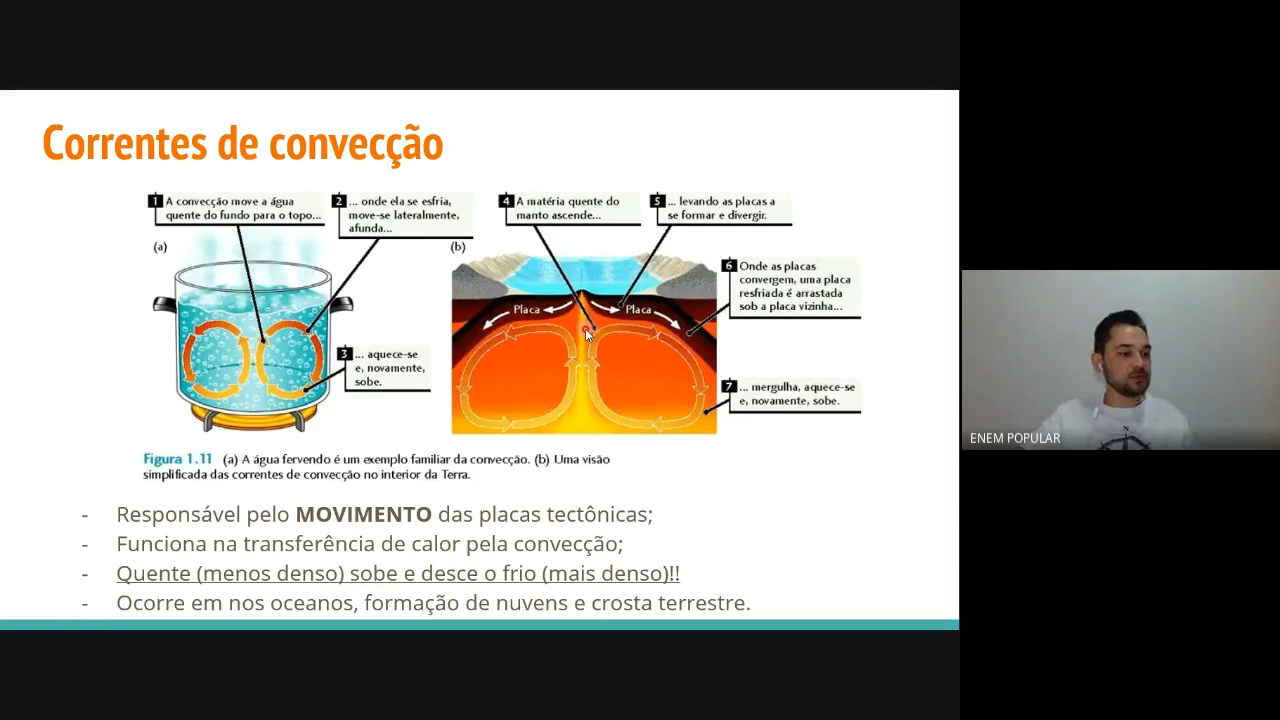 Correntes de convecção
1 A convecção move a água
quente do fundo para o topo...
2 ... onde ela se esfria,
move-se lateralmente,
afunda...
4 A matéria quente do
manto ascende...
5 ... levando as placas a
se formar e divergir.
(a)
(b)
6 Onde as placas
convergem, uma placa
resfriada é arrastada
sob a placa vizinha...
Placa
Placa
3 ... aquece-se
e, novamente,
sobe.
7 ... mergulha, aquece-se
e, novamente, sobe.
Figura 1.11 (a) A água fervendo é um exemplo familiar da convecção. (b) Uma visão
simplificada das correntes de convecção no interior da Terra.
- Responsável pelo MOVIMENTO das placas tectônicas;
- Funciona na transferência de calor pela convecção;
- Quente (menos denso) sobe e desce o frio (mais denso)!!
- Ocorre em nos oceanos, formação de nuvens e crosta terrestre.
N
ENEM POPULAR